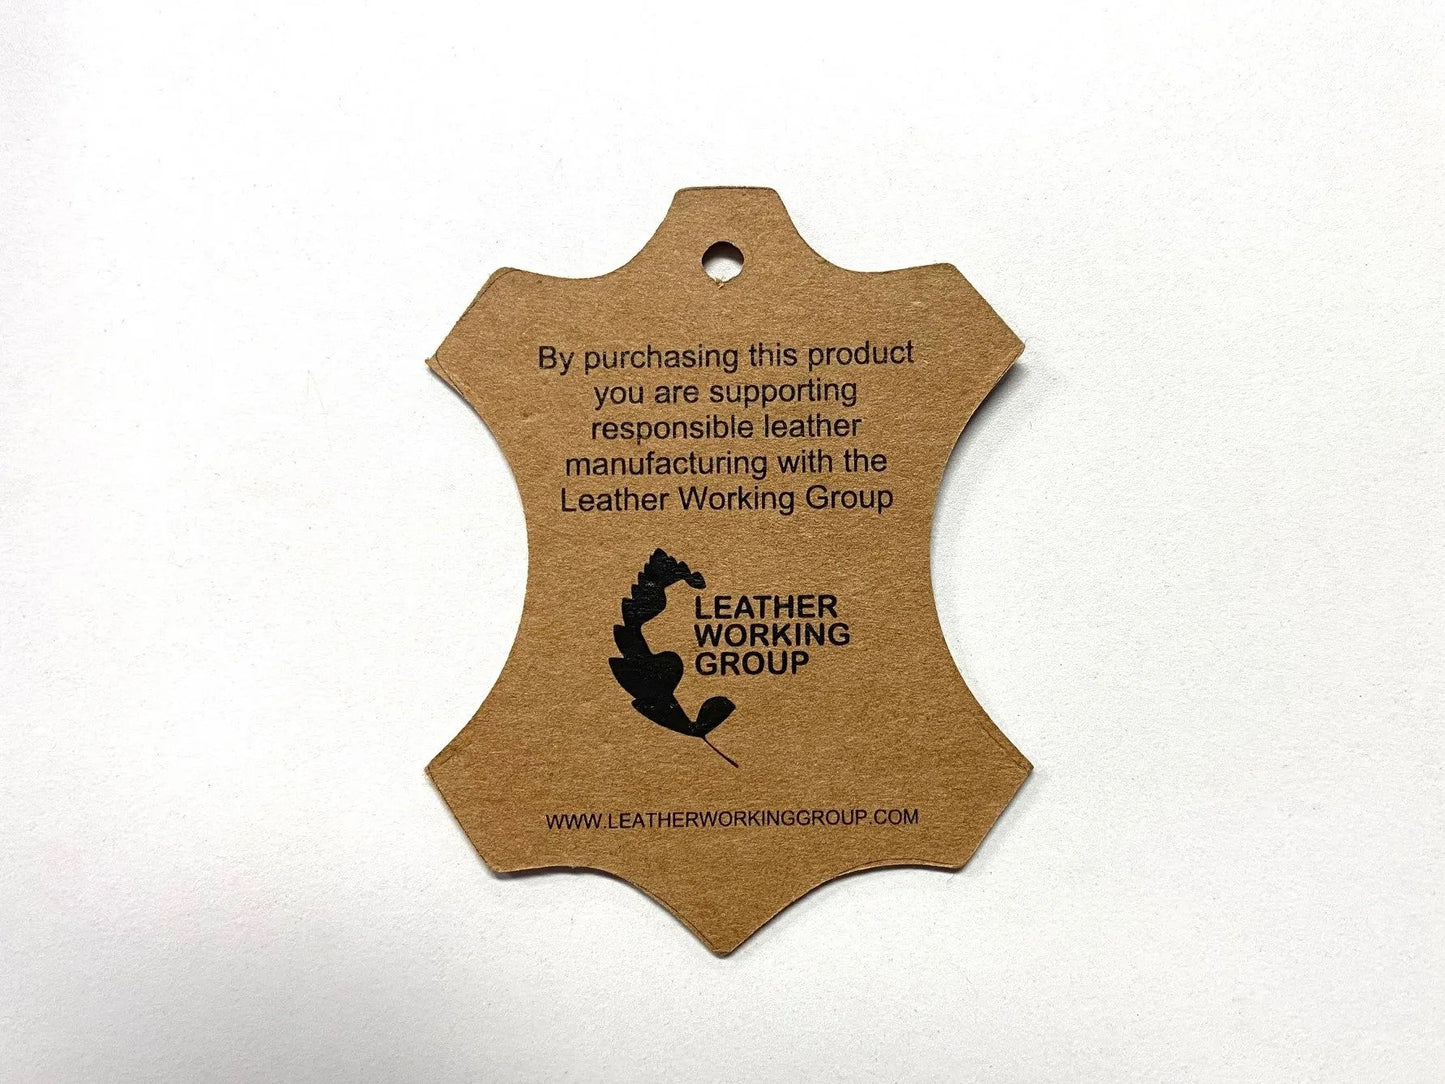 By purchasing this product
you are supporting
responsible leather
manufacturing with the
Leather Working Group
LEATHER
WORKING
GROUP
WWW.LEATHERWORKINGGROUP.COM